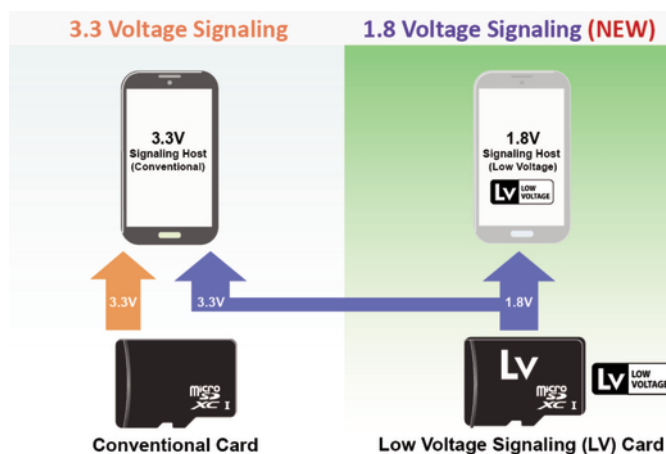 3.3 Voltage Signaling
1.8 Voltage Signaling (NEW)
3.3V
Signaling Host
(Conventional)
1.8V
Signaling Host
(Low Voltage)
LV LOW VOLTAGE
3.3V
3.3V
1.8V
micro SD XC I
LV
micro SD XC I
LV LOW VOLTAGE
Conventional Card
Low Voltage Signaling (LV) Card